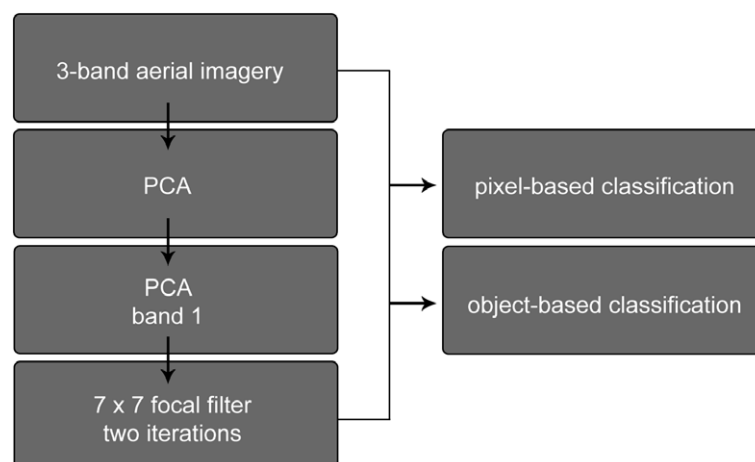 3-band aerial imagery
PCA
PCA
band 1
7 x 7 focal filter
two iterations
pixel-based classification
object-based classification